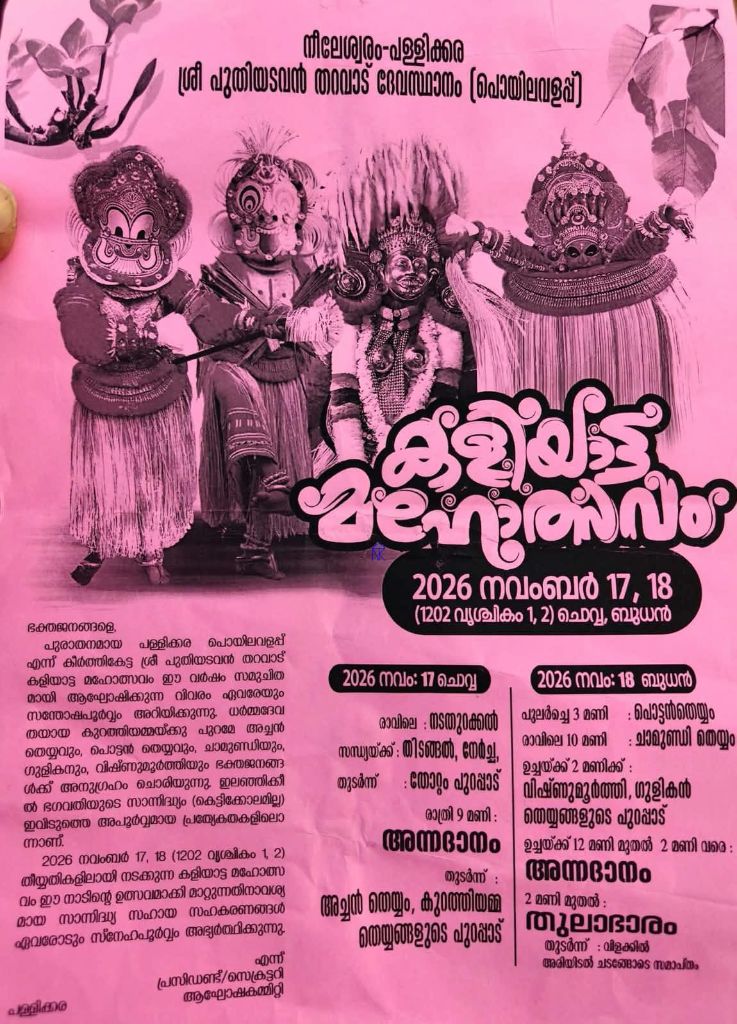 നീലേശ്വരം-പള്ളിക്കര
ശ്രീ പുതിയടവൻ തറവാട് ദേവസ്ഥാനം (പൊയിലവളപ്പ്)
കളിയാട്ട
മഹോത്സവം
2026 നവംബർ 17, 18
(1202 വൃശ്ചികം 1, 2) ചൊവ്വ, ബുധൻ
ഭക്തജനങ്ങളെ,
പുരാതനമായ പള്ളിക്കര പൊയിലവളപ്പ്
എന്ന് കീർത്തികേട്ട ശ്രീ പുതിയടവൻ തറവാട്
കളിയാട്ട മഹോത്സവം ഈ വർഷം സമുചിത
മായി ആഘോഷിക്കുന്ന വിവരം ഏവരേയും
സന്തോഷപൂർവ്വം അറിയിക്കുന്നു. ധർമ്മദേവ
തയായ കുറത്തിയമ്മയ്ക്കു പുറമേ അച്ചൻ
തെയ്യവും, പൊട്ടൻ തെയ്യവും, ചാമുണ്ഡിയും,
ഗുളികനും, വിഷ്ണുമൂർത്തിയും ഭക്തജനങ്ങ
ൾക്ക് അനുഗ്രഹം ചൊരിയുന്നു. ഇലഞ്ഞിക്കീ
ൽ ഭഗവതിയുടെ സാന്നിദ്ധ്യം (കെട്ടിക്കോലമില്ല)
ഇവിടുത്തെ അപൂർവ്വമായ പ്രത്യേകതകളിലൊ
ന്നാണ്.
2026 നവംബർ 17, 18 (1202 വൃശ്ചികം 1, 2)
തീയ്യതികളിലായി നടക്കുന്ന കളിയാട്ട മഹോത്സ
വം ഈ നാടിന്റെ ഉത്സവമാക്കി മാറ്റുന്നതിനാവശ്യ
മായ സാന്നിദ്ധ്യ സഹായ സഹകരണങ്ങൾ
ഏവരോടും സ്നേഹപൂർവ്വം അഭ്യർത്ഥിക്കുന്നു.
എന്ന്
പ്രസിഡണ്ട്/സെക്രട്ടറി
ആഘോഷകമ്മിറ്റി
പള്ളിക്കര
2026 നവം: 17 ചൊവ്വ
രാവിലെ : നടതുറക്കൽ
സന്ധ്യയ്ക്ക് : തിടങ്ങൽ, നേർച്ച,
തുടർന്ന് : തോറ്റം പുറപ്പാട്
രാത്രി 9 മണി :
അന്നദാനം
തുടർന്ന് :
അച്ചൻ തെയ്യം, കുറത്തിയമ്മ
തെയ്യങ്ങളുടെ പുറപ്പാട്
2026 നവം: 18 ബുധൻ
പുലർച്ചെ 3 മണി : പൊട്ടൻതെയ്യം
രാവിലെ 10 മണി : ചാമുണ്ഡി തെയ്യം
ഉച്ചയ്ക്ക് 2 മണിക്ക് :
വിഷ്ണുമൂർത്തി, ഗുളികൻ
തെയ്യങ്ങളുടെ പുറപ്പാട്
ഉച്ചയ്ക്ക് 12 മണി മുതൽ 2 മണി വരെ :
അന്നദാനം
2 മണി മുതൽ :
തുലാഭാരം
തുടർന്ന് : വിളക്കിൽ
അരിയിടൽ ചടങ്ങോടെ സമാപ്തം